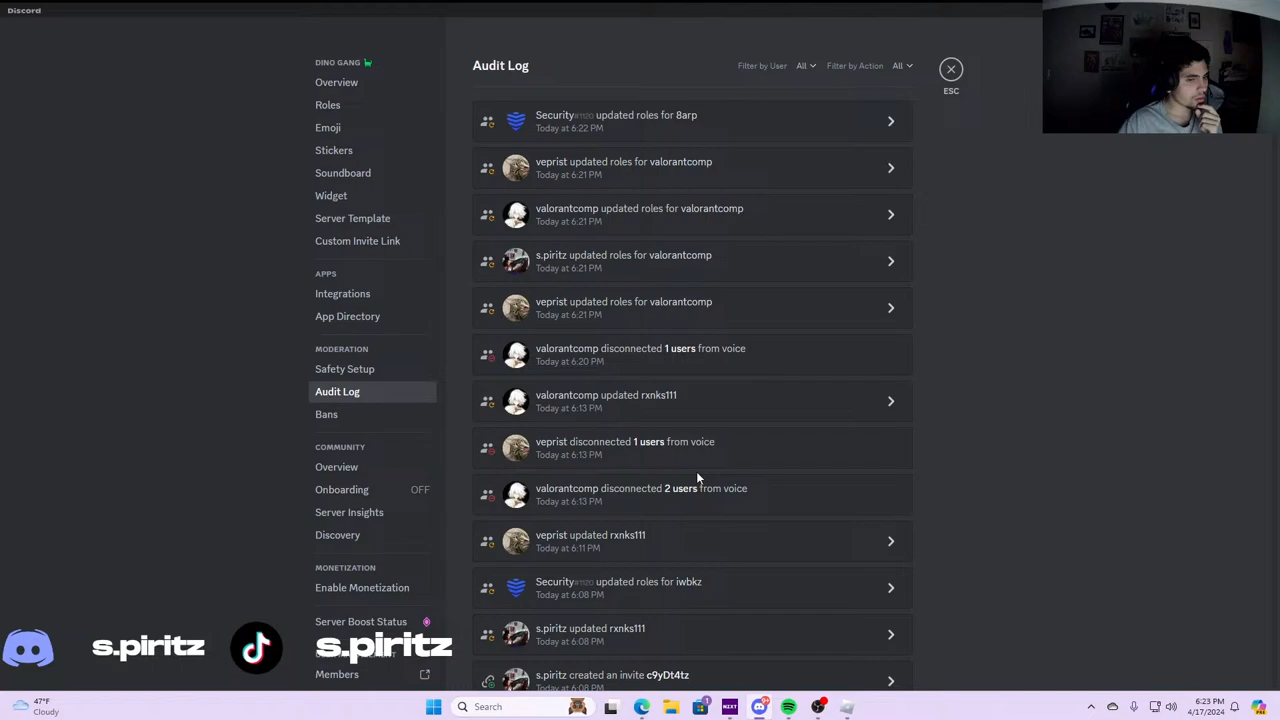 Discord
DINO GANG
Overview
Roles
Emoji
Stickers
Soundboard
Widget
Server Template
Custom Invite Link
APPS
Integrations
App Directory
MODERATION
Safety Setup
Audit Log
Bans
COMMUNITY
Overview
Onboarding OFF
Server Insights
Discovery
MONETIZATION
Enable Monetization
Server Boost Status
Members
Audit Log
Filter by User All Filter by Action All
ESC
Security#1120 updated roles for 8arp
Today at 6:22 PM
veprist updated roles for valorantcomp
Today at 6:21 PM
valorantcomp updated roles for valorantcomp
Today at 6:21 PM
s.piritz updated roles for valorantcomp
Today at 6:21 PM
veprist updated roles for valorantcomp
Today at 6:21 PM
valorantcomp disconnected 1 users from voice
Today at 6:20 PM
valorantcomp updated rxnks111
Today at 6:13 PM
veprist disconnected 1 users from voice
Today at 6:13 PM
valorantcomp disconnected 2 users from voice
Today at 6:13 PM
veprist updated rxnks111
Today at 6:11 PM
Security#1120 updated roles for iwbkz
Today at 6:08 PM
s.piritz updated rxnks111
Today at 6:08 PM
s.piritz created an invite c9yDt4tz
Today at 6:08 PM
s.piritz
s.piritz
47°F
Cloudy
Search
NZXT
6:23 PM
4/17/2024